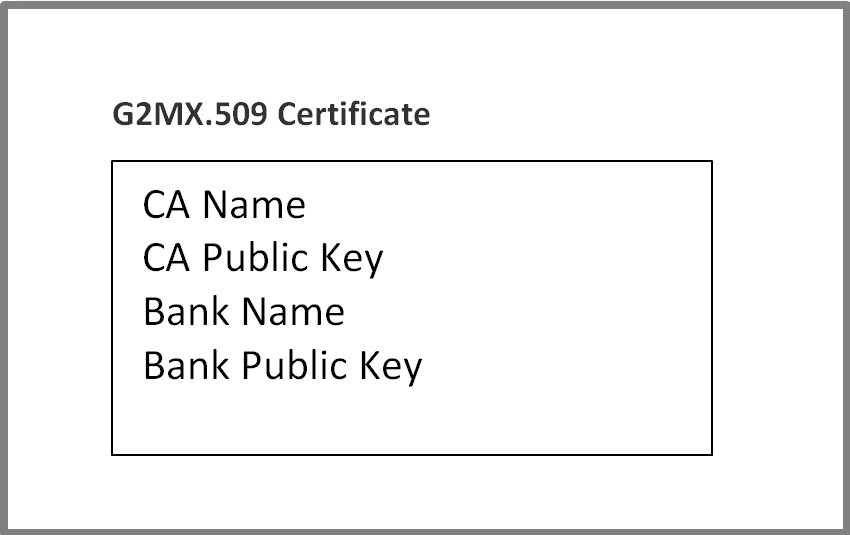 G2MX.509 Certificate
CA Name
CA Public Key
Bank Name
Bank Public Key